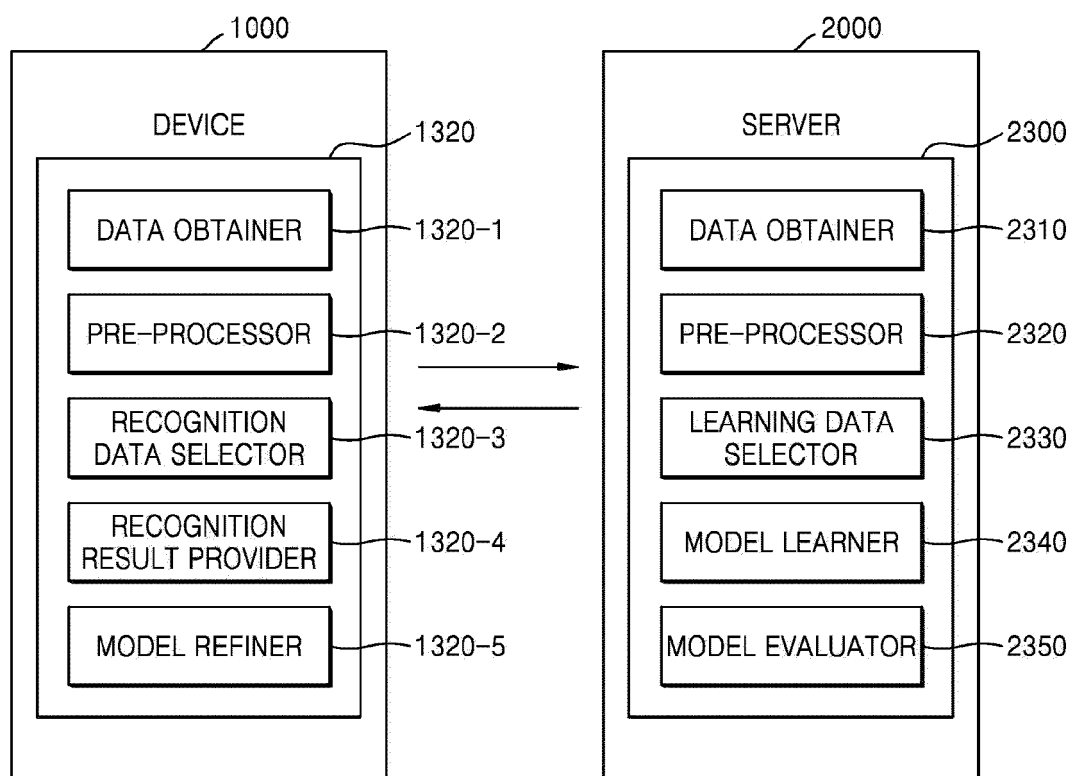 1000
DEVICE
1320
DATA OBTAINER
1320-1
PRE-PROCESSOR
1320-2
RECOGNITION
DATA SELECTOR
1320-3
RECOGNITION
RESULT PROVIDER
1320-4
MODEL REFINER
1320-5
2000
SERVER
2300
DATA OBTAINER
2310
PRE-PROCESSOR
2320
LEARNING DATA
SELECTOR
2330
MODEL LEARNER
2340
MODEL EVALUATOR
2350